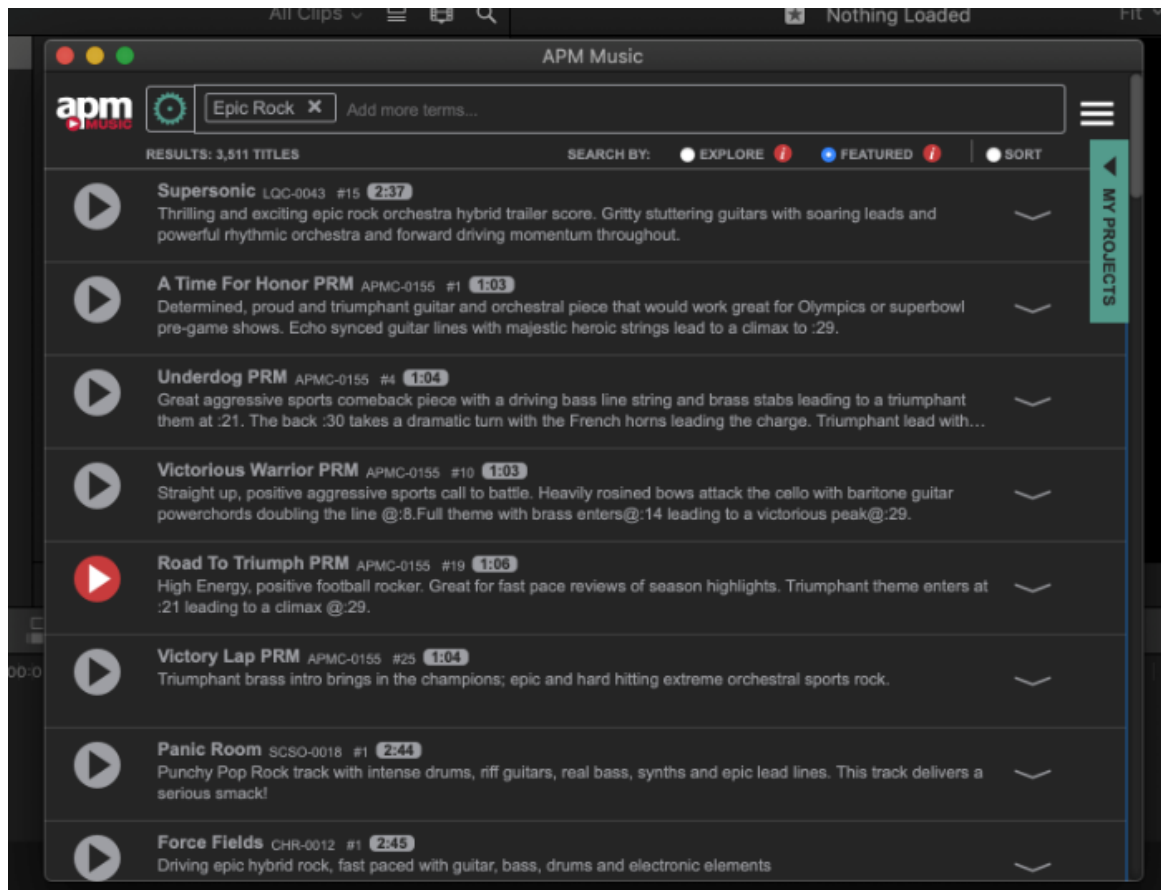 All Clips
Nothing Loaded
Fit
APM Music
apm
MUSIC
Epic Rock ✕
Add more terms...
RESULTS: 3,511 TITLES
SEARCH BY:
EXPLORE i
FEATURED i
SORT
MY PROJECTS
Supersonic LQC-0043 #15 2:37
Thrilling and exciting epic rock orchestra hybrid trailer score. Gritty stuttering guitars with soaring leads and
powerful rhythmic orchestra and forward driving momentum throughout.
A Time For Honor PRM APMC-0155 #1 1:03
Determined, proud and triumphant guitar and orchestral piece that would work great for Olympics or superbowl
pre-game shows. Echo synced guitar lines with majestic heroic strings lead to a climax to :29.
Underdog PRM APMC-0155 #4 1:04
Great aggressive sports comeback piece with a driving bass line string and brass stabs leading to a triumphant
them at :21. The back :30 takes a dramatic turn with the French horns leading the charge. Triumphant lead with...
Victorious Warrior PRM APMC-0155 #10 1:03
Straight up, positive aggressive sports call to battle. Heavily rosined bows attack the cello with baritone guitar
powerchords doubling the line @:8.Full theme with brass enters@:14 leading to a victorious peak@:29.
Road To Triumph PRM APMC-0155 #19 1:06
High Energy, positive football rocker. Great for fast pace reviews of season highlights. Triumphant theme enters at
:21 leading to a climax @:29.
00:0
Victory Lap PRM APMC-0155 #25 1:04
Triumphant brass intro brings in the champions; epic and hard hitting extreme orchestral sports rock.
Panic Room SCSO-0018 #1 2:44
Punchy Pop Rock track with intense drums, riff guitars, real bass, synths and epic lead lines. This track delivers a
serious smack!
Force Fields CHR-0012 #1 2:45
Driving epic hybrid rock, fast paced with guitar, bass, drums and electronic elements